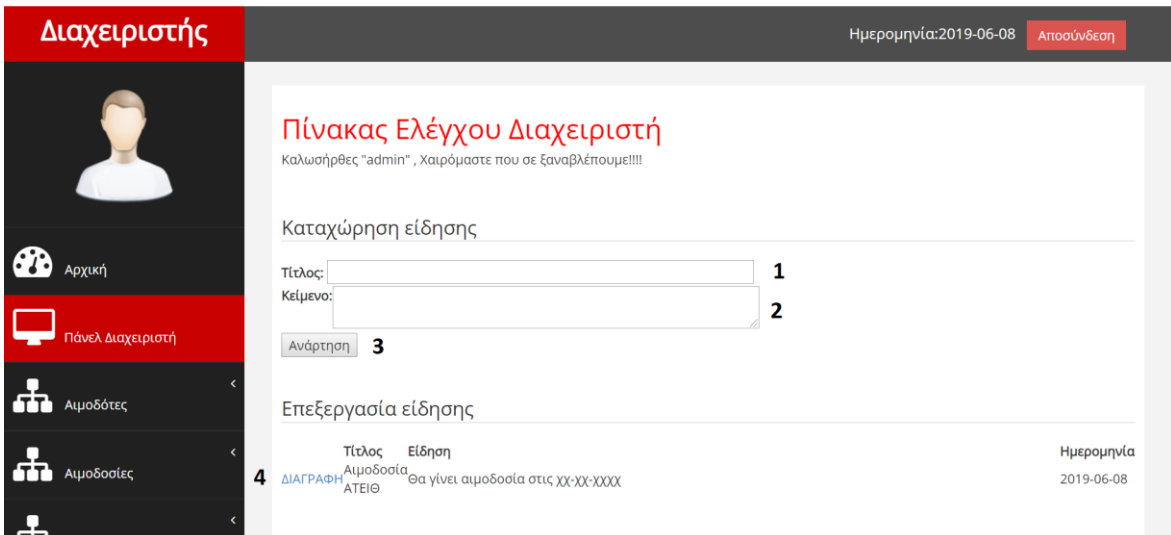 Διαχειριστής
Ημερομηνία:2019-06-08 Αποσύνδεση
Αρχική
Πάνελ Διαχειριστή
Αιμοδότες
Αιμοδοσίες
Πίνακας Ελέγχου Διαχειριστή
Καλωσήρθες "admin" , Χαιρόμαστε που σε ξαναβλέπουμε!!!!
Καταχώρηση είδησης
Τίτλος: 1
Κείμενο: 2
Ανάρτηση 3
Επεξεργασία είδησης
Τίτλος Είδηση Ημερομηνία
4 ΔΙΑΓΡΑΦΗ Αιμοδοσία ΑΤΕΙΘ Θα γίνει αιμοδοσία στις χχ-χχ-χχχχ 2019-06-08